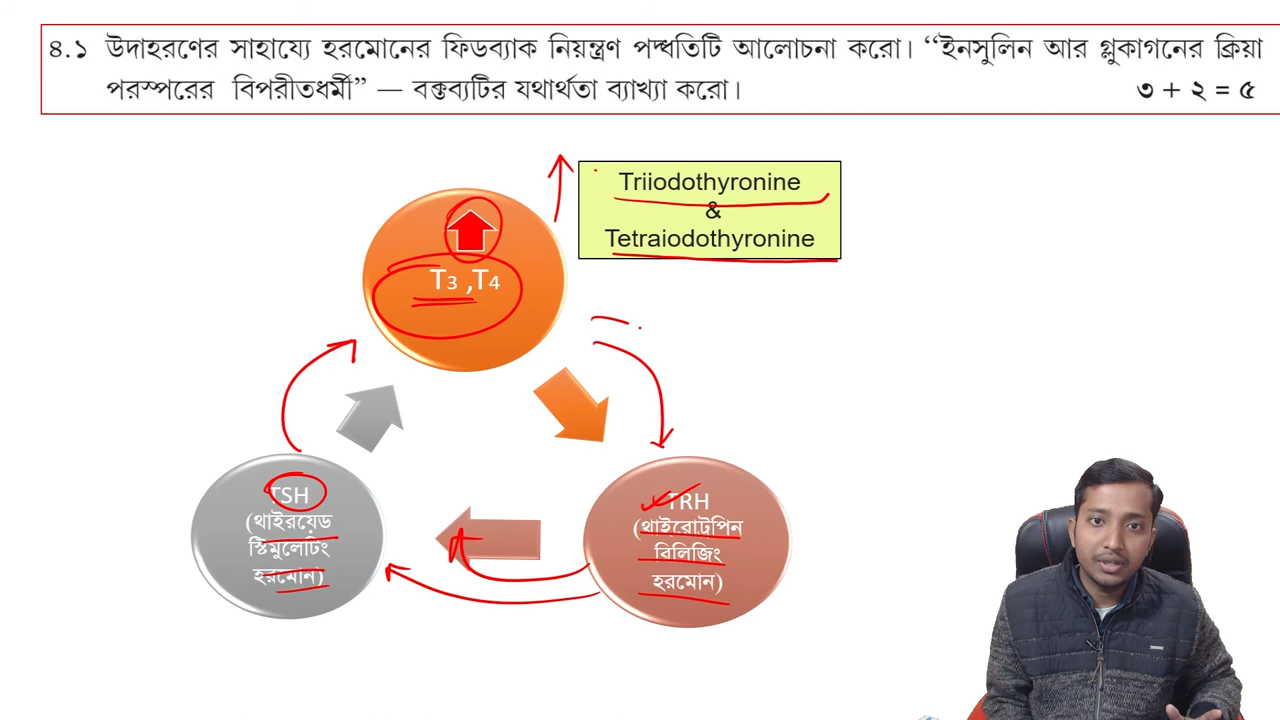 ৪.১ উদাহরণের সাহায্যে হরমোনের ফিডব্যাক নিয়ন্ত্রণ পদ্ধতিটি আলোচনা করো। “ইনসুলিন আর গ্লুকাগনের ক্রিয়া
পরস্পরের বিপরীতধর্মী” — বক্তব্যটির যথার্থতা ব্যাখ্যা করো। ৩ + ২ = ৫
Triiodothyronine
&
Tetraiodothyronine
T3 ,T4
TSH
(থাইরয়েড
স্টিমুলেটিং
হরমোন)
TRH
(থাইরোট্রপিন
রিলিজিং
হরমোন)